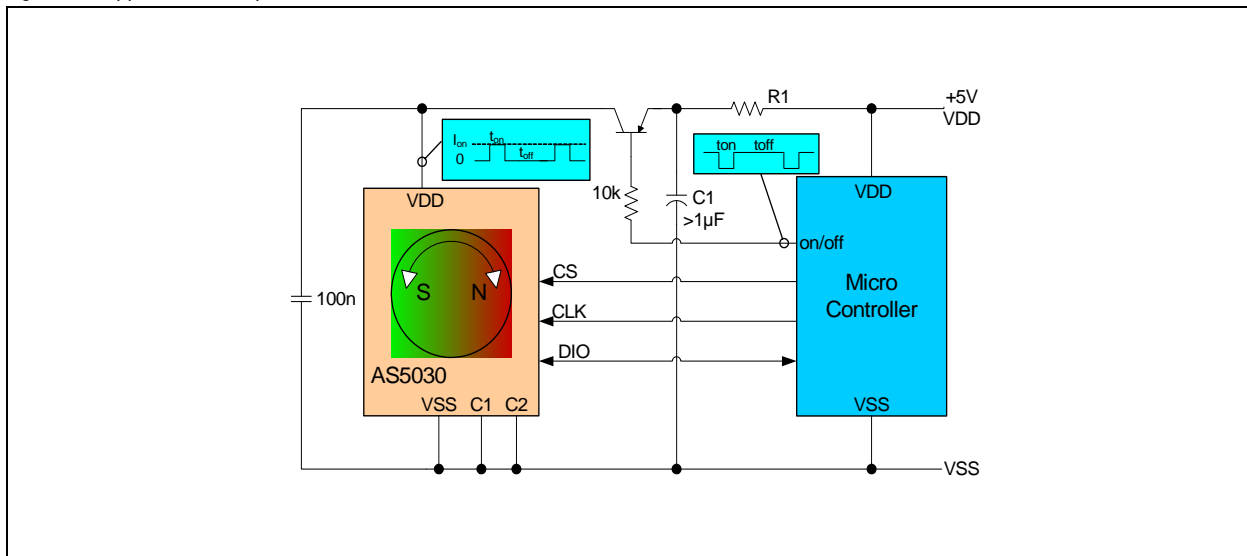 R1
+5V
VDD
Ion
ton
0
toff
ton toff
VDD
VDD
10k
C1
>1µF
on/off
CS
S N
Micro
Controller
100n
CLK
DIO
AS5030
VSS C1 C2
VSS
VSS